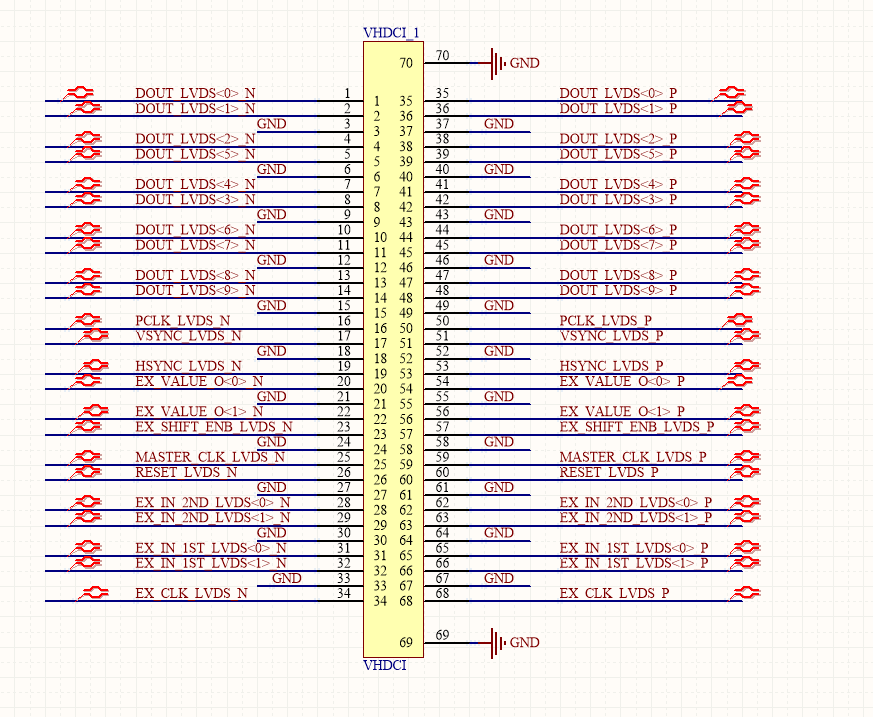 VHDCI_1
70 70 GND
DOUT_LVDS<0>_N 1 1 35 35 DOUT_LVDS<0>_P
DOUT_LVDS<1>_N 2 2 36 36 DOUT_LVDS<1>_P
GND 3 3 37 37 GND
DOUT_LVDS<2>_N 4 4 38 38 DOUT_LVDS<2>_P
DOUT_LVDS<5>_N 5 5 39 39 DOUT_LVDS<5>_P
GND 6 6 40 40 GND
DOUT_LVDS<4>_N 7 7 41 41 DOUT_LVDS<4>_P
DOUT_LVDS<3>_N 8 8 42 42 DOUT_LVDS<3>_P
GND 9 9 43 43 GND
DOUT_LVDS<6>_N 10 10 44 44 DOUT_LVDS<6>_P
DOUT_LVDS<7>_N 11 11 45 45 DOUT_LVDS<7>_P
GND 12 12 46 46 GND
DOUT_LVDS<8>_N 13 13 47 47 DOUT_LVDS<8>_P
DOUT_LVDS<9>_N 14 14 48 48 DOUT_LVDS<9>_P
GND 15 15 49 49 GND
PCLK_LVDS_N 16 16 50 50 PCLK_LVDS_P
VSYNC_LVDS_N 17 17 51 51 VSYNC_LVDS_P
GND 18 18 52 52 GND
HSYNC_LVDS_N 19 19 53 53 HSYNC_LVDS_P
EX_VALUE_O<0>_N 20 20 54 54 EX_VALUE_O<0>_P
GND 21 21 55 55 GND
EX_VALUE_O<1>_N 22 22 56 56 EX_VALUE_O<1>_P
EX_SHIFT_ENB_LVDS_N 23 23 57 57 EX_SHIFT_ENB_LVDS_P
GND 24 24 58 58 GND
MASTER_CLK_LVDS_N 25 25 59 59 MASTER_CLK_LVDS_P
RESET_LVDS_N 26 26 60 60 RESET_LVDS_P
GND 27 27 61 61 GND
EX_IN_2ND_LVDS<0>_N 28 28 62 62 EX_IN_2ND_LVDS<0>_P
EX_IN_2ND_LVDS<1>_N 29 29 63 63 EX_IN_2ND_LVDS<1>_P
GND 30 30 64 64 GND
EX_IN_1ST_LVDS<0>_N 31 31 65 65 EX_IN_1ST_LVDS<0>_P
EX_IN_1ST_LVDS<1>_N 32 32 66 66 EX_IN_1ST_LVDS<1>_P
GND 33 33 67 67 GND
EX_CLK_LVDS_N 34 34 68 68 EX_CLK_LVDS_P
69 69 GND
VHDCI